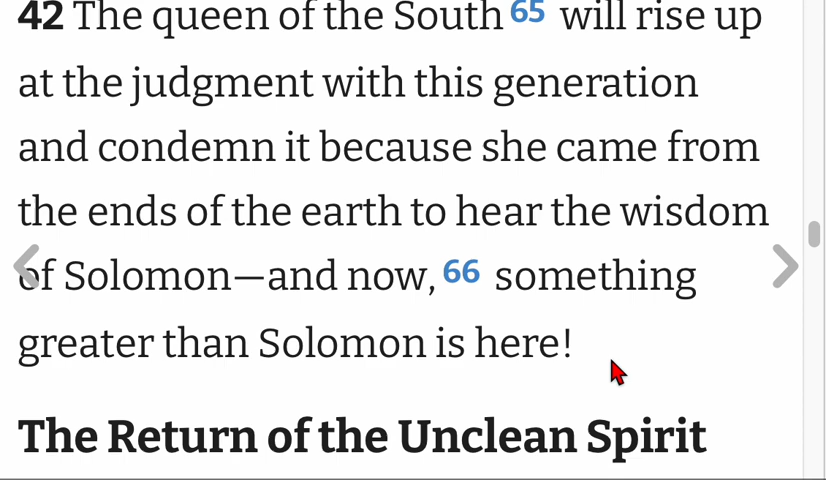 42 The queen of the South 65 will rise up
at the judgment with this generation
and condemn it because she came from
the ends of the earth to hear the wisdom
of Solomon—and now, 66 something
greater than Solomon is here!
The Return of the Unclean Spirit